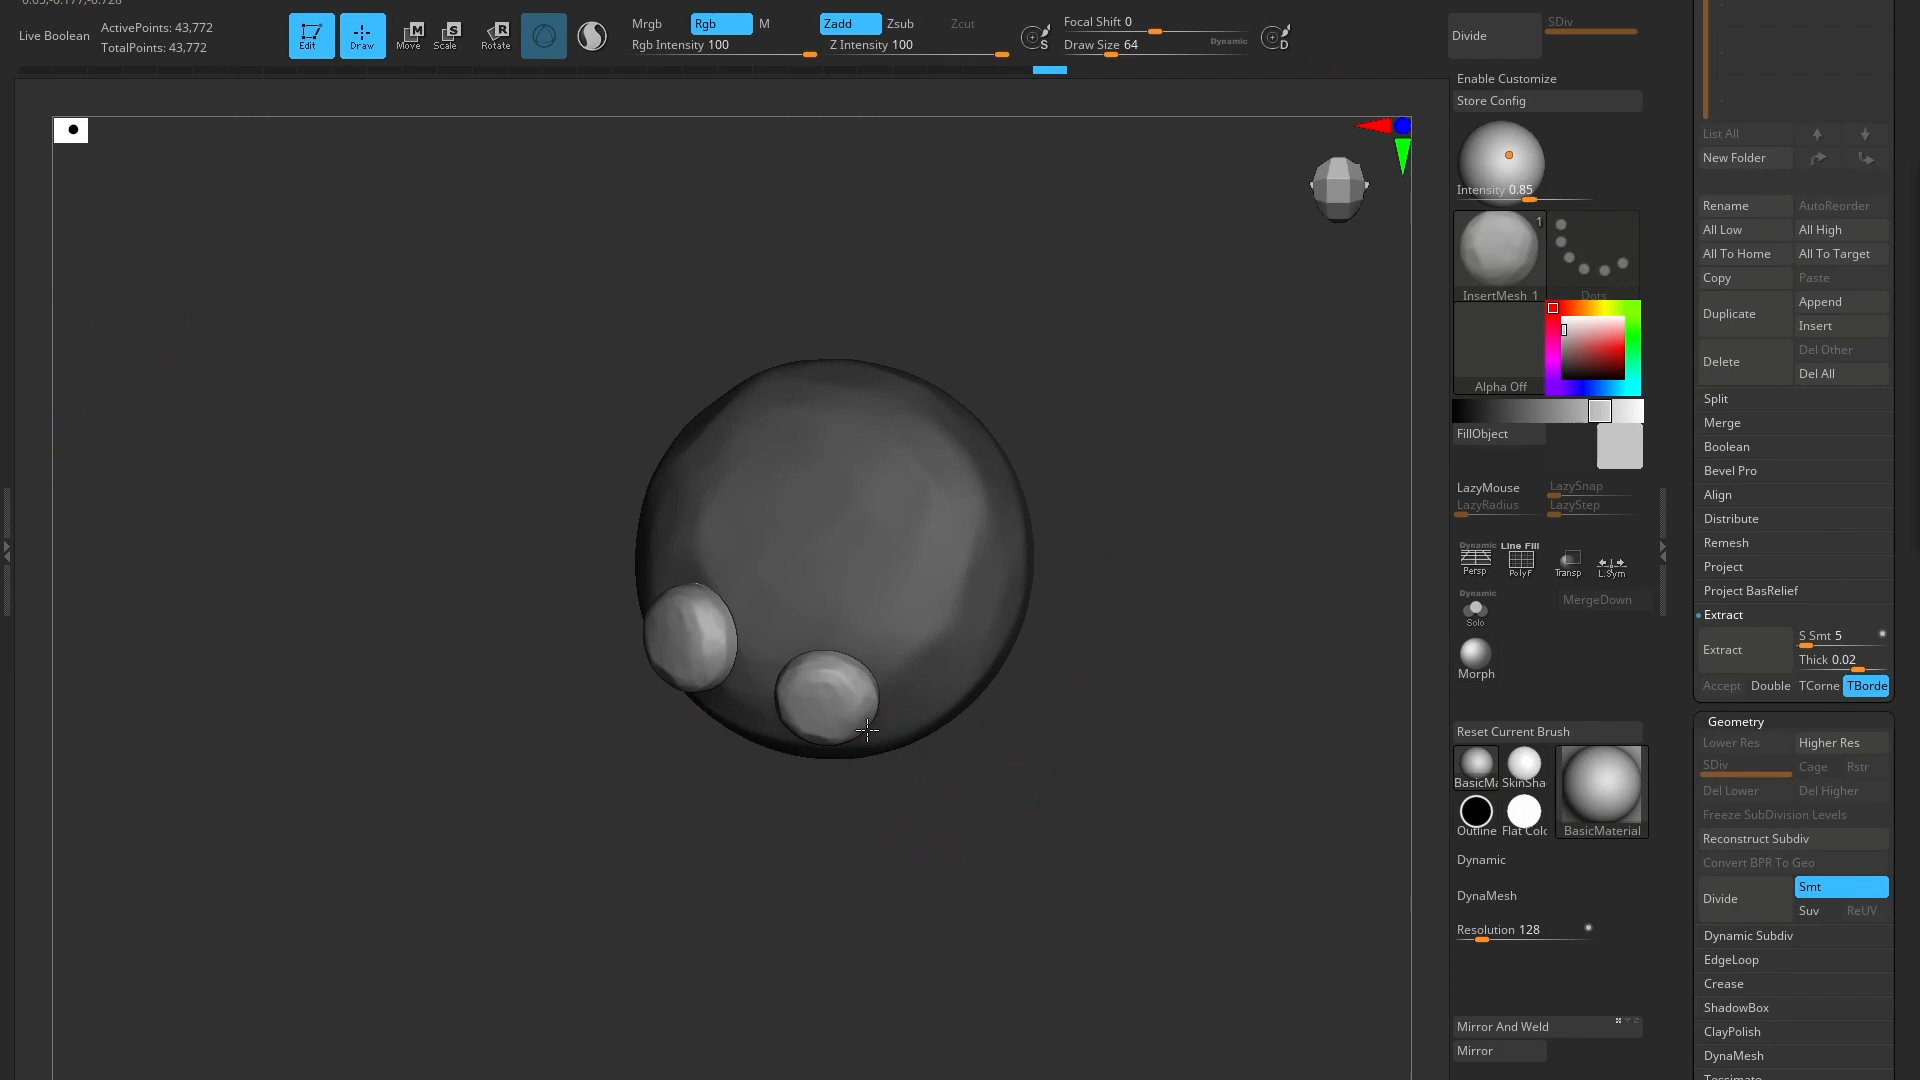 Live Boolean
ActivePoints: 43,772
TotalPoints: 43,772
Edit
Draw
Move
Scale
Rotate
Mrgb
Rgb
M
Rgb Intensity 100
Zadd
Zsub
Zcut
Z Intensity 100
S
Focal Shift 0
Draw Size 64
Dynamic
D
Divide
SDiv
Enable Customize
Store Config
Intensity 0.85
1
InsertMesh 1
Dots
Alpha Off
FillObject
LazyMouse
LazySnap
LazyRadius
LazyStep
Dynamic
Persp
Line Fill
PolyF
Transp
L.Sym
Dynamic
Solo
MergeDown
Morph
Reset Current Brush
BasicMa
SkinSha
Outline
Flat Colc
BasicMaterial
Dynamic
DynaMesh
Resolution 128
Mirror And Weld
Mirror
List All
New Folder
Rename
AutoReorder
All Low
All High
All To Home
All To Target
Copy
Paste
Duplicate
Append
Insert
Delete
Del Other
Del All
Split
Merge
Boolean
Bevel Pro
Align
Distribute
Remesh
Project
Project BasRelief
Extract
Extract
S Smt 5
Thick 0.02
Accept
Double
TCorne
TBorde
Geometry
Lower Res
Higher Res
SDiv
Cage
Rstr
Del Lower
Del Higher
Freeze SubDivision Levels
Reconstruct Subdiv
Convert BPR To Geo
Divide
Smt
Suv
ReUV
Dynamic Subdiv
EdgeLoop
Crease
ShadowBox
ClayPolish
DynaMesh